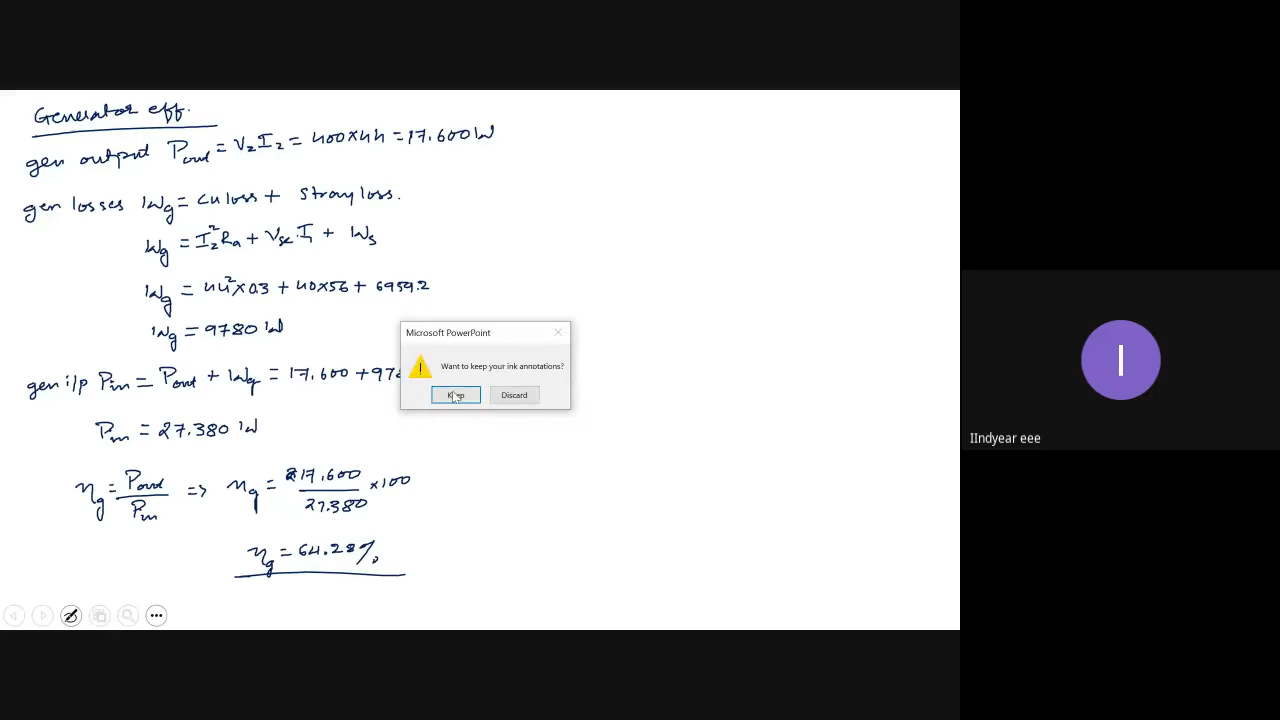 Generator eff.
gen output Pout = V₂I₂ = 400×44 = 17.600 W
gen losses Wg = cu loss + Stray loss.
Wg = I₂²Ra + Vse.I₁ + Ws
Wg = 44²×0.3 + 40×56 + 6959.2
Wg = 9780 W
gen i/p Pin = Pout + Wg = 17.600 + 978
Pin = 27.380 W
ηg = Pout/Pin => ηg = 17.600/27.380 ×100
ηg = 64.28%
Microsoft PowerPoint
Want to keep your ink annotations?
Keep Discard
I
IIndyear eee